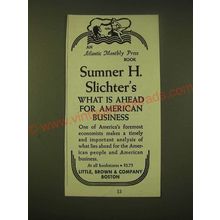 AN
Atlantic Monthly Press
BOOK
Sumner H.
Slichter's
WHAT IS AHEAD
FOR AMERICAN
BUSINESS
One of America's foremost
economists makes a timely
and important analysis of
what lies ahead for the Amer-
ican people and American
business.
At all bookstores • $2.75
LITTLE, BROWN & COMPANY
BOSTON